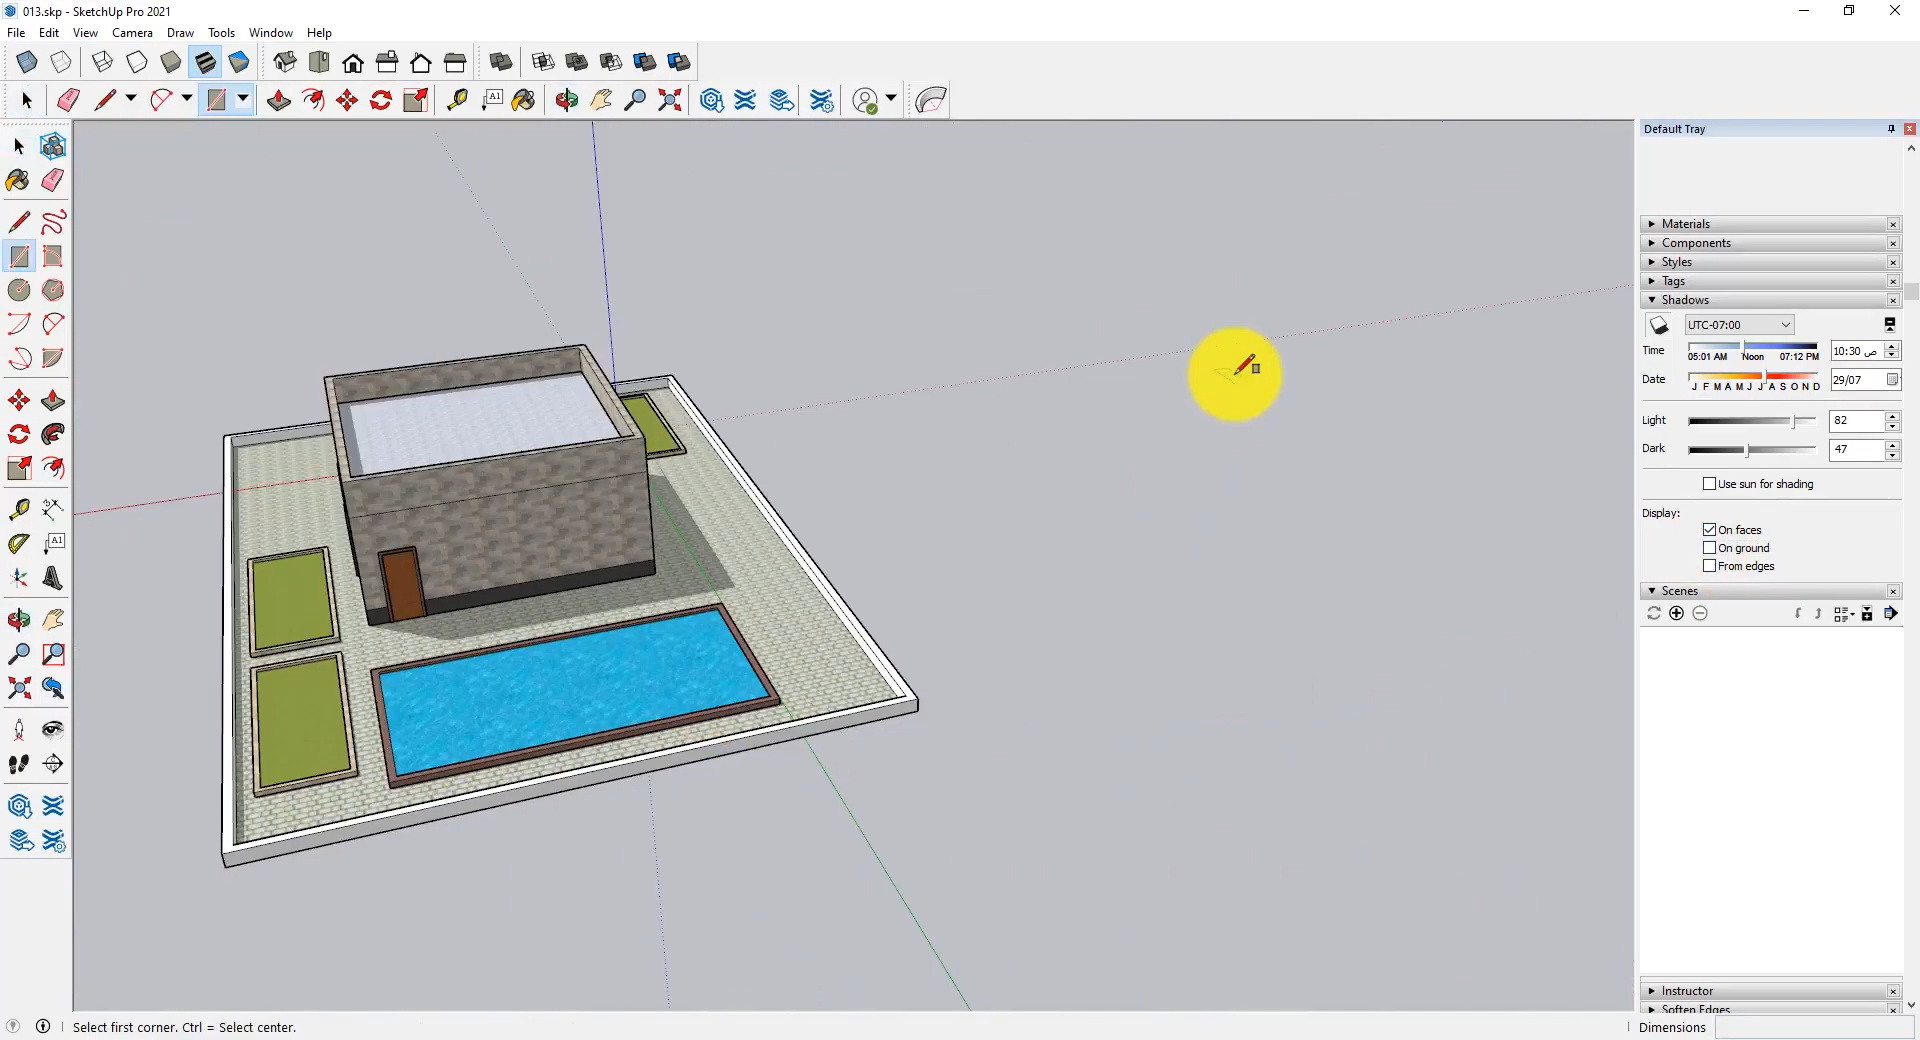 013.skp - SketchUp Pro 2021
File Edit View Camera Draw Tools Window Help
A1
Default Tray
Materials
Components
Styles
Tags
Shadows
UTC-07:00
Time
05:01 AM Noon 07:12 PM
10:30 ص
Date
J F M A M J J A S O N D
29/07
Light
82
Dark
47
Use sun for shading
Display:
On faces
On ground
From edges
Scenes
A1
Instructor
Soften Edges
Select first corner. Ctrl = Select center.
Dimensions